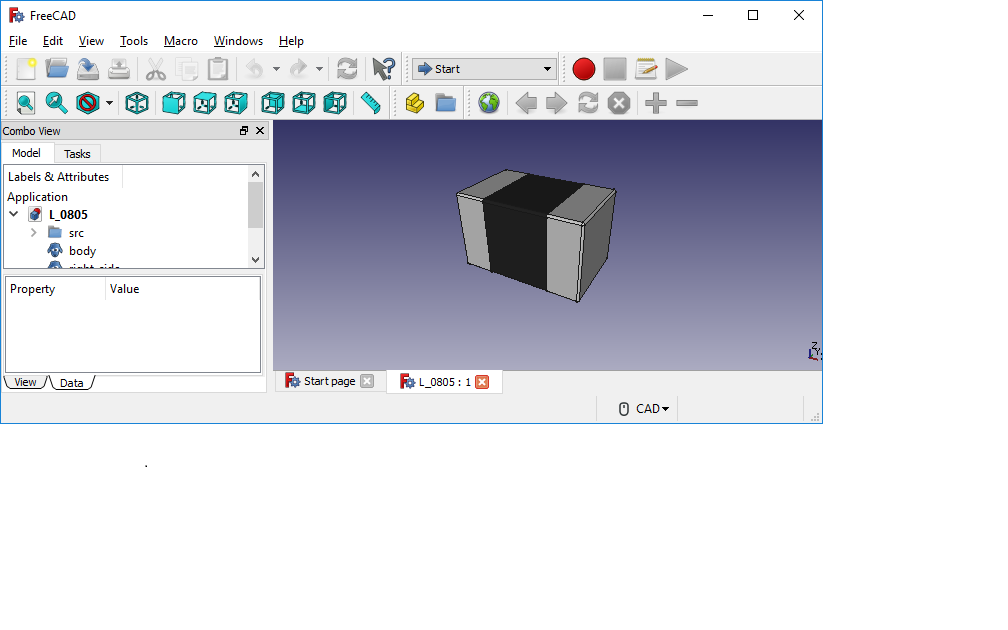 FreeCAD
File Edit View Tools Macro Windows Help
Start
Combo View
Model Tasks
Labels & Attributes
Application
L_0805
src
body
right_side
Property Value
View Data
Z
Y
Start page L_0805 : 1
CAD